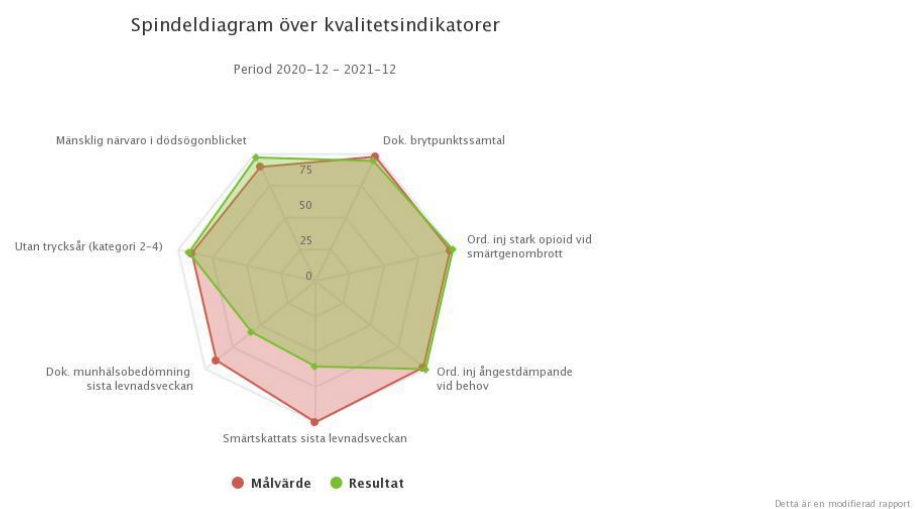 Spindeldiagram över kvalitetsindikatorer
Period 2020-12 - 2021-12
Mänsklig närvaro i dödsögonblicket
Dok. brytpunktssamtal
75
50
25
0
Ord. inj stark opioid vid
smärtgenombrott
Utan trycksår (kategori 2-4)
Dok. munhälsobedömning
sista levnadsveckan
Ord. inj ångestdämpande
vid behov
Smärtskattats sista levnadsveckan
Målvärde
Resultat
Detta är en modifierad rapport